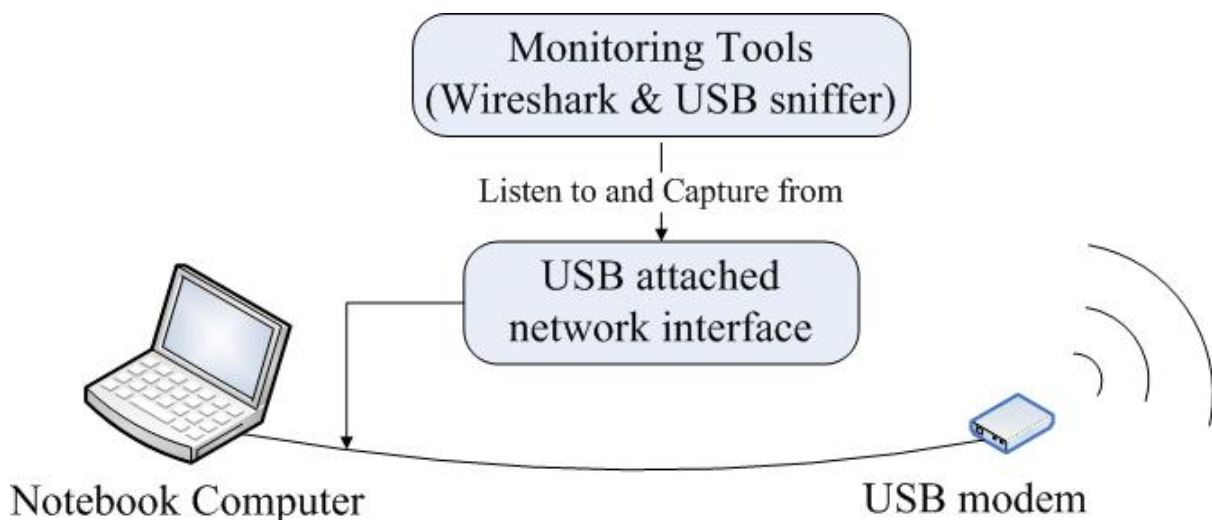 Monitoring Tools
(Wireshark & USB sniffer)
Listen to and Capture from
USB attached
network interface
Notebook Computer
USB modem